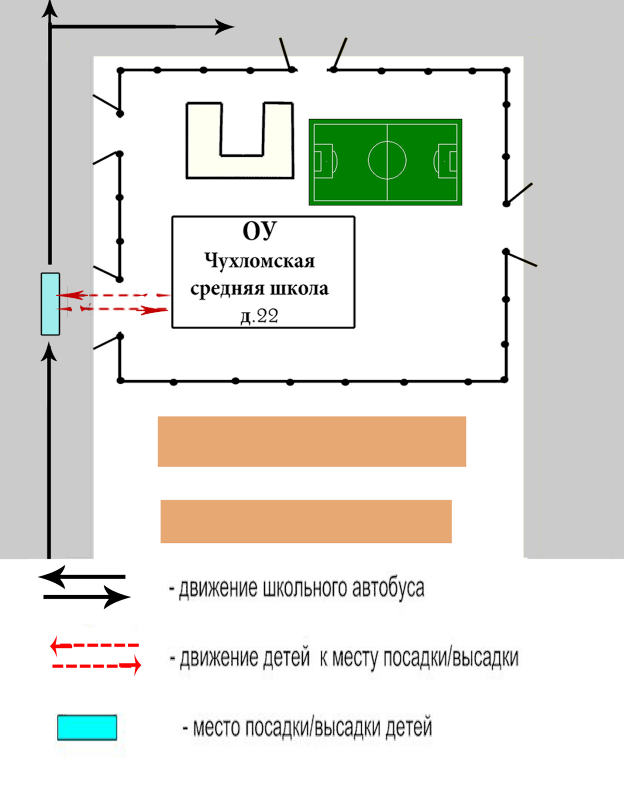 ОУ
Чухломская
средняя школа
д.22
- движение школьного автобуса
- движение детей к месту посадки/высадки
- место посадки/высадки детей